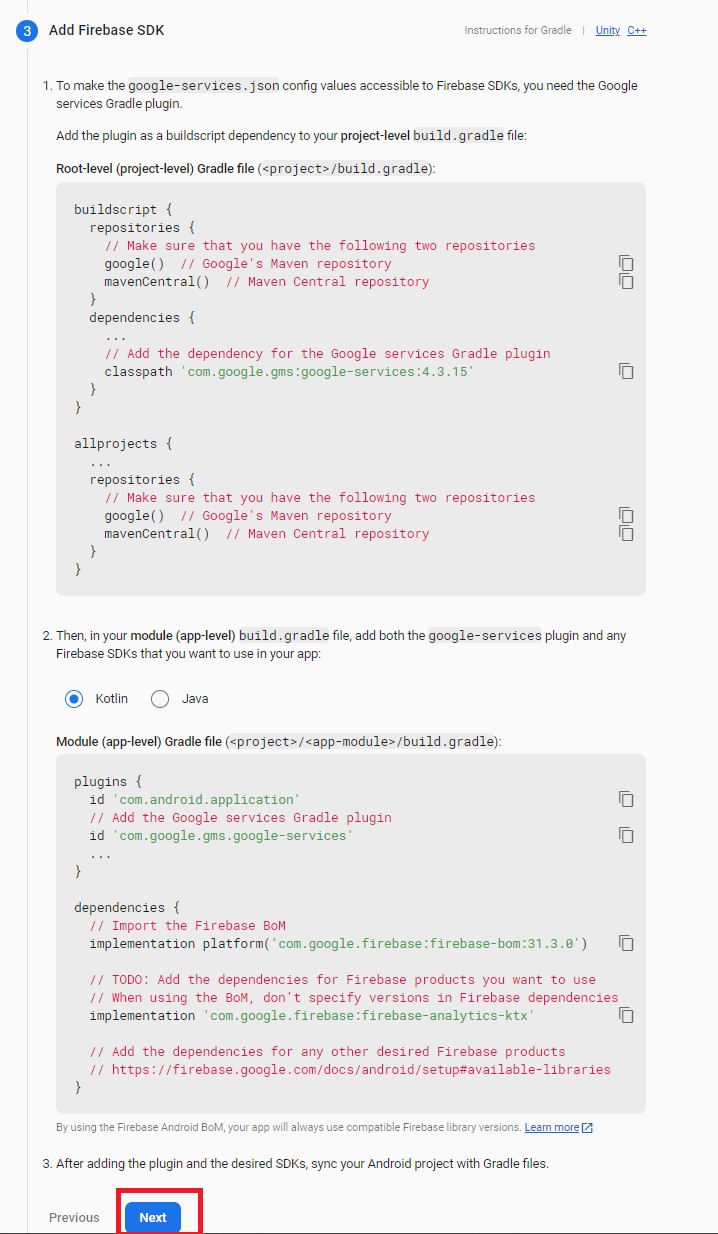 3 Add Firebase SDK Instructions for Gradle | Unity C++
1. To make the google-services.json config values accessible to Firebase SDKs, you need the Google
services Gradle plugin.
Add the plugin as a buildscript dependency to your project-level build.gradle file:
Root-level (project-level) Gradle file (<project>/build.gradle):
buildscript {
  repositories {
    // Make sure that you have the following two repositories
    google()  // Google's Maven repository
    mavenCentral()  // Maven Central repository
  }
  dependencies {
    ...
    // Add the dependency for the Google services Gradle plugin
    classpath 'com.google.gms:google-services:4.3.15'
  }
}
allprojects {
  ...
  repositories {
    // Make sure that you have the following two repositories
    google()  // Google's Maven repository
    mavenCentral()  // Maven Central repository
  }
}
2. Then, in your module (app-level) build.gradle file, add both the google-services plugin and any
Firebase SDKs that you want to use in your app:
Kotlin Java
Module (app-level) Gradle file (<project>/<app-module>/build.gradle):
plugins {
  id 'com.android.application'
  // Add the Google services Gradle plugin
  id 'com.google.gms.google-services'
  ...
}
dependencies {
  // Import the Firebase BoM
  implementation platform('com.google.firebase:firebase-bom:31.3.0')
  // TODO: Add the dependencies for Firebase products you want to use
  // When using the BoM, don't specify versions in Firebase dependencies
  implementation 'com.google.firebase:firebase-analytics-ktx'
  // Add the dependencies for any other desired Firebase products
  // https://firebase.google.com/docs/android/setup#available-libraries
}
By using the Firebase Android BoM, your app will always use compatible Firebase library versions. Learn more
3. After adding the plugin and the desired SDKs, sync your Android project with Gradle files.
Previous Next